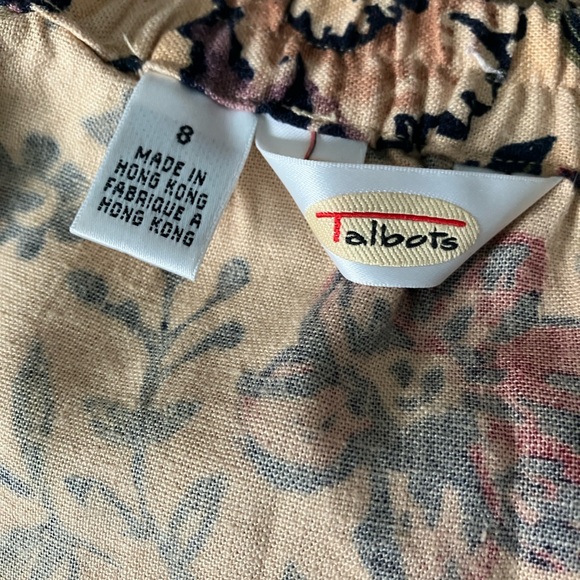 8
MADE IN
HONG KONG
FABRIQUE A
HONG KONG
Talbots